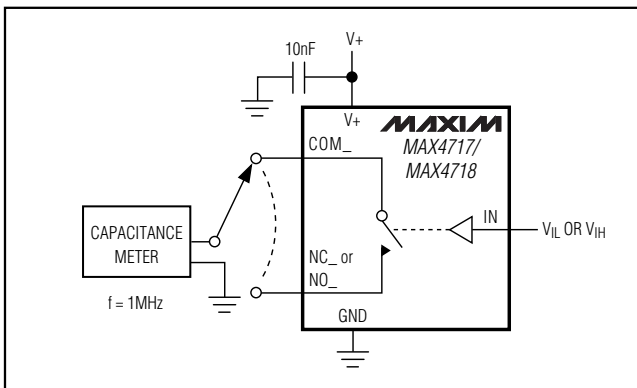 10nF
V+
V+
MAXIM
MAX4717/
MAX4718
COM_
IN
VIL OR VIH
CAPACITANCE
METER
NC_ or
NO_
f = 1MHz
GND